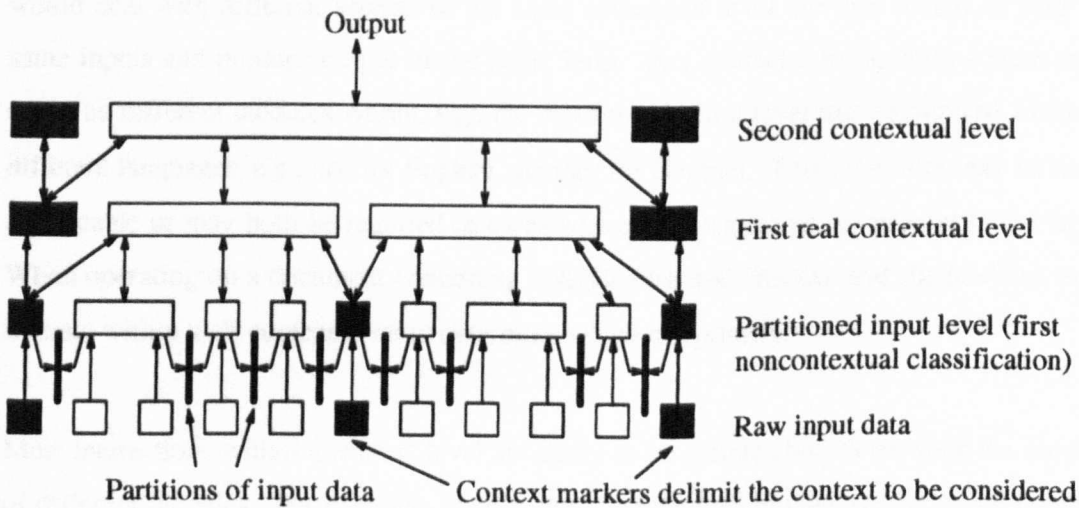 Output
Second contextual level
First real contextual level
Partitioned input level (first
noncontextual classification)
Raw input data
Partitions of input data
Context markers delimit the context to be considered